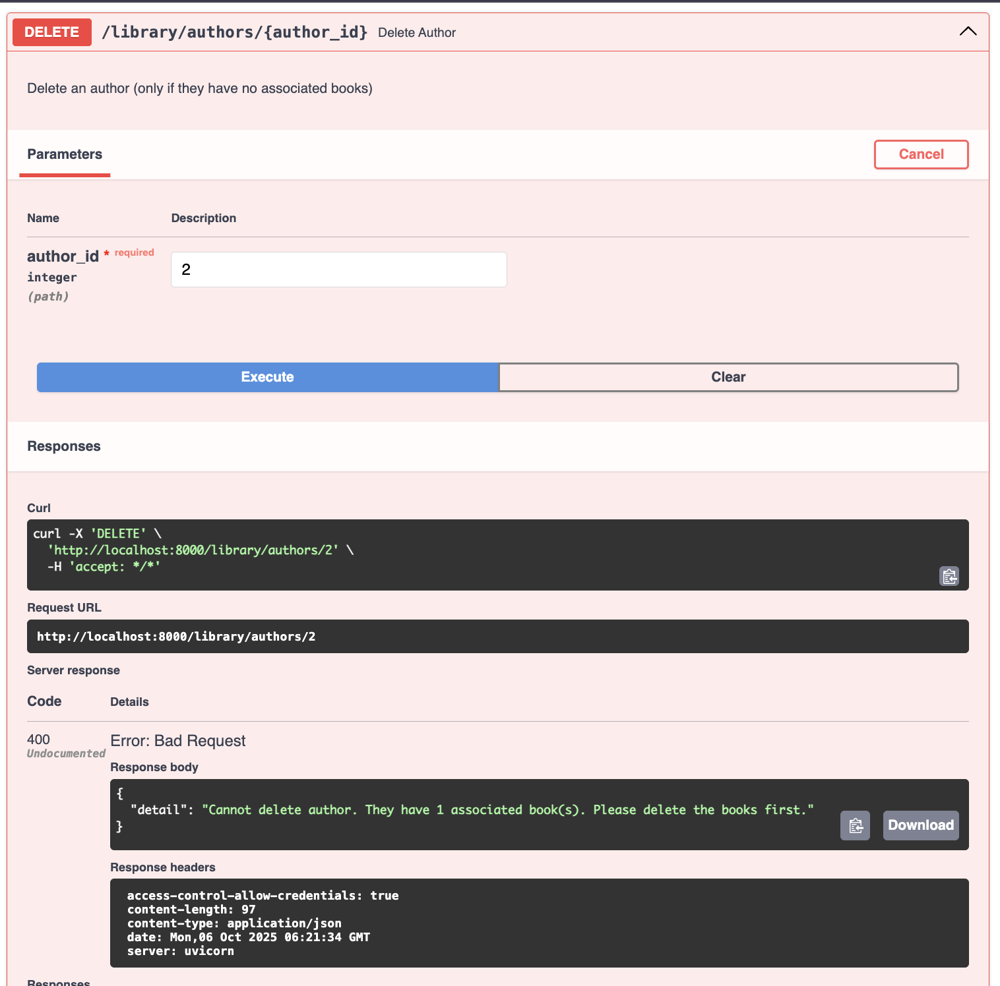 DELETE /library/authors/{author_id} Delete Author
Delete an author (only if they have no associated books)
Parameters
Cancel
Name Description
author_id * required
integer
(path)
2
Execute Clear
Responses
Curl
curl -X 'DELETE' \
  'http://localhost:8000/library/authors/2' \
  -H 'accept: */*'
Request URL
http://localhost:8000/library/authors/2
Server response
Code Details
400
Undocumented
Error: Bad Request
Response body
{
  "detail": "Cannot delete author. They have 1 associated book(s). Please delete the books first."
}
Download
Response headers
access-control-allow-credentials: true
content-length: 97
content-type: application/json
date: Mon,06 Oct 2025 06:21:34 GMT
server: uvicorn
Responses